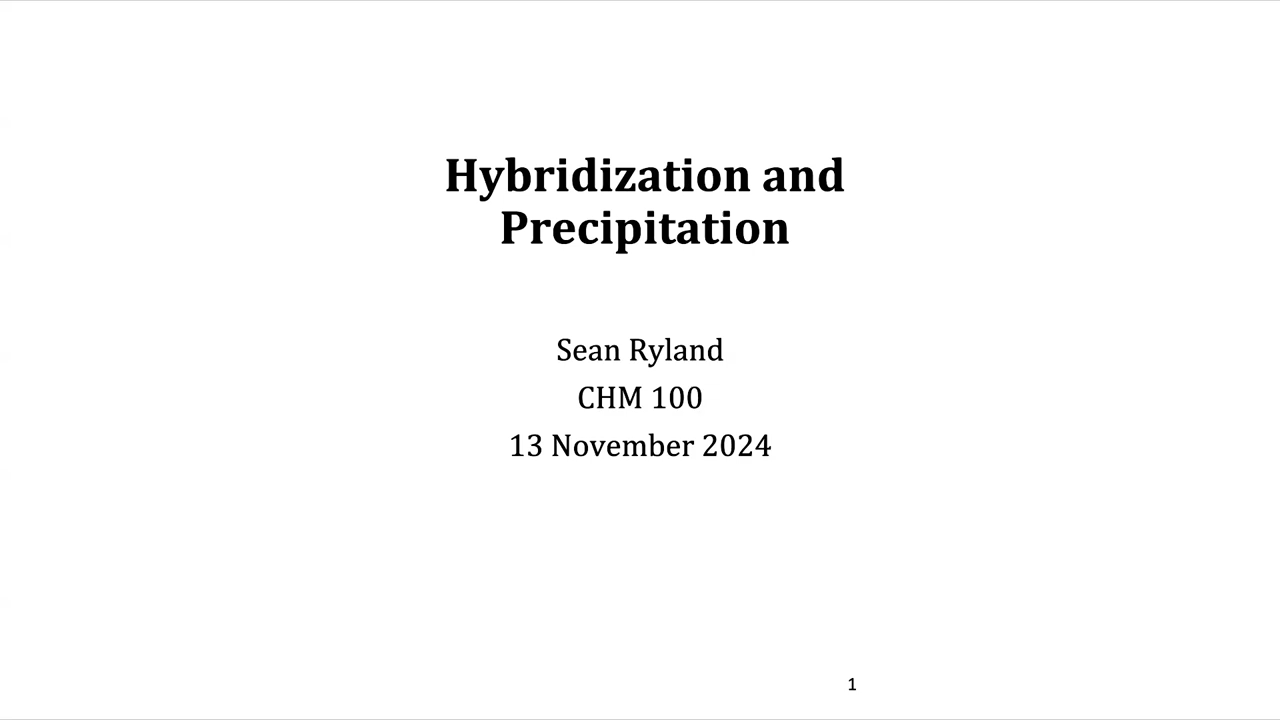 Hybridization and
Precipitation
Sean Ryland
CHM 100
13 November 2024
1